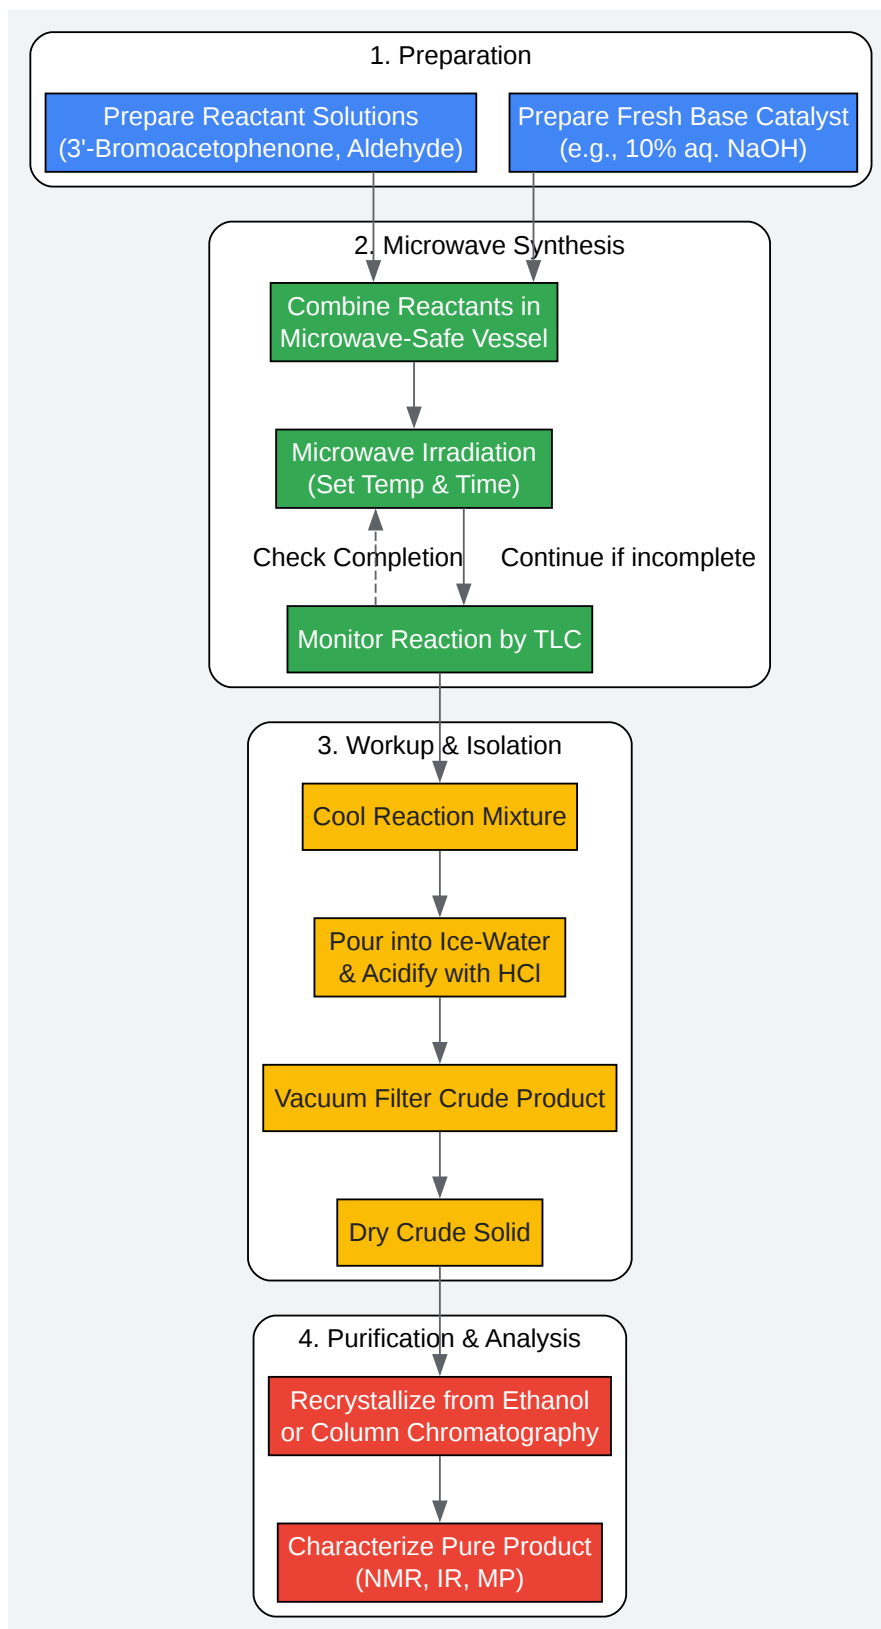 1. Preparation
Prepare Reactant Solutions
(3'-Bromoacetophenone, Aldehyde)
Prepare Fresh Base Catalyst
(e.g., 10% aq. NaOH)
2. Microwave Synthesis
Combine Reactants in
Microwave-Safe Vessel
Microwave Irradiation
(Set Temp & Time)
Check Completion
Continue if incomplete
Monitor Reaction by TLC
3. Workup & Isolation
Cool Reaction Mixture
Pour into Ice-Water
& Acidify with HCl
Vacuum Filter Crude Product
Dry Crude Solid
4. Purification & Analysis
Recrystallize from Ethanol
or Column Chromatography
Characterize Pure Product
(NMR, IR, MP)